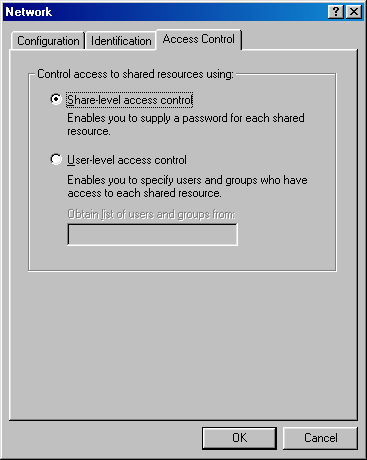 Network
Configuration Identification Access Control
Control access to shared resources using:
Share-level access control
Enables you to supply a password for each shared
resource.
User-level access control
Enables you to specify users and groups who have
access to each shared resource.
Obtain list of users and groups from:
OK Cancel